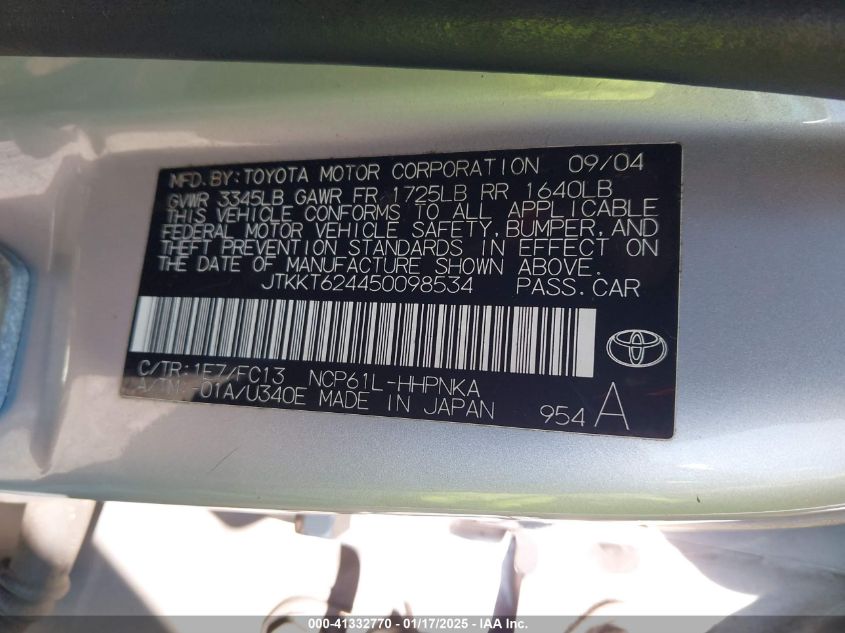 MFD.BY:TOYOTA MOTOR CORPORATION 09/04
GVWR 3345LB GAWR FR 1725LB RR 1640LB
THIS VEHICLE CONFORMS TO ALL APPLICABLE
FEDERAL MOTOR VEHICLE SAFETY,BUMPER,AND
THEFT PREVENTION STANDARDS IN EFFECT ON
THE DATE OF MANUFACTURE SHOWN ABOVE.
JTKKT624450098534 PASS.CAR
C/TR:1E7/FC13 NCP61L-HHPNKA
A/TM:-01A/U340E MADE IN JAPAN 954A
000-41332770 - 01/17/2025 - IAA Inc.